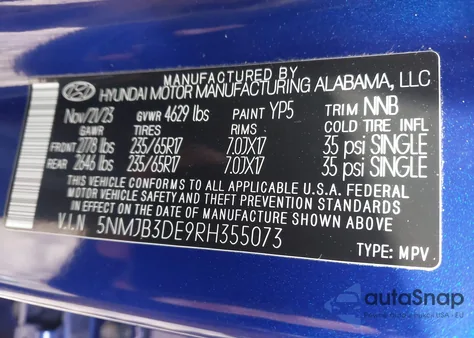 MANUFACTURED BY
HYUNDAI MOTOR MANUFACTURING ALABAMA, LLC
Nov/21/23 GVWR 4629 lbs PAINT YP5 TRIM NNB
GAWR TIRES RIMS COLD TIRE INFL
FRONT 2778 lbs 235/65R17 7.0JX17 35 psi SINGLE
REAR 2646 lbs 235/65R17 7.0JX17 35 psi SINGLE
THIS VEHICLE CONFORMS TO ALL APPLICABLE U.S.A. FEDERAL
MOTOR VEHICLE SAFETY AND THEFT PREVENTION STANDARDS
IN EFFECT ON THE DATE OF MANUFACTURE SHOWN ABOVE
V.I.N 5NMJB3DE9RH355073
TYPE: MPV
autoSnap